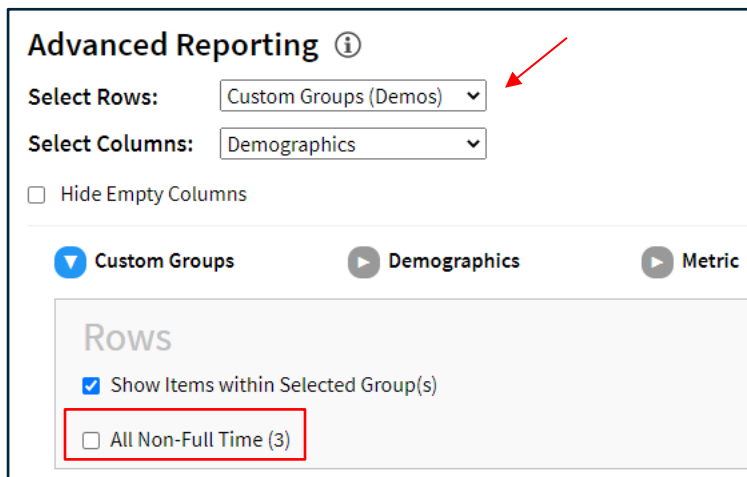 Advanced Reporting
Select Rows: Custom Groups (Demos)
Select Columns: Demographics
Hide Empty Columns
Custom Groups Demographics Metric
Rows
Show Items within Selected Group(s)
All Non-Full Time (3)